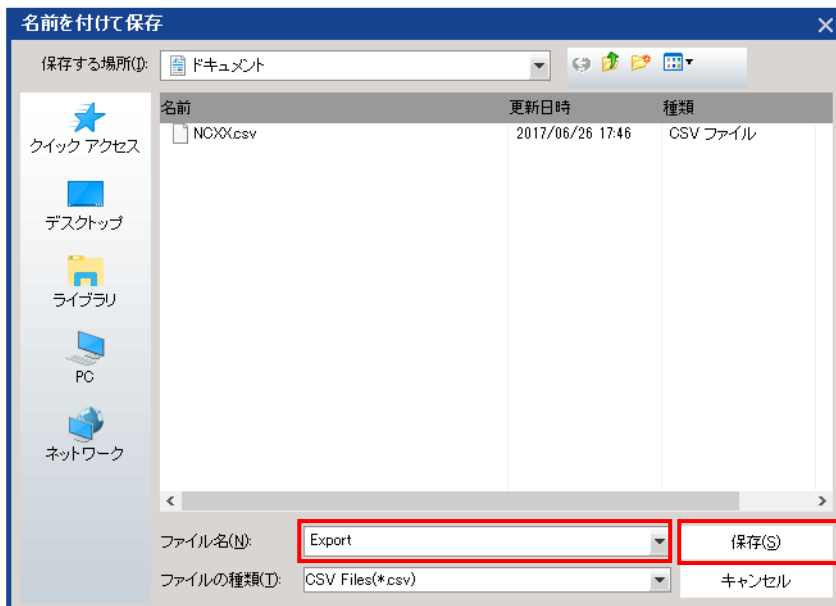 名前を付けて保存
保存する場所(I): ドキュメント
名前 更新日時 種類
NCXX.csv 2017/06/26 17:46 CSV ファイル
クイック アクセス
デスクトップ
ライブラリ
PC
ネットワーク
ファイル名(N): Export 保存(S)
ファイルの種類(T): CSV Files(*.csv) キャンセル